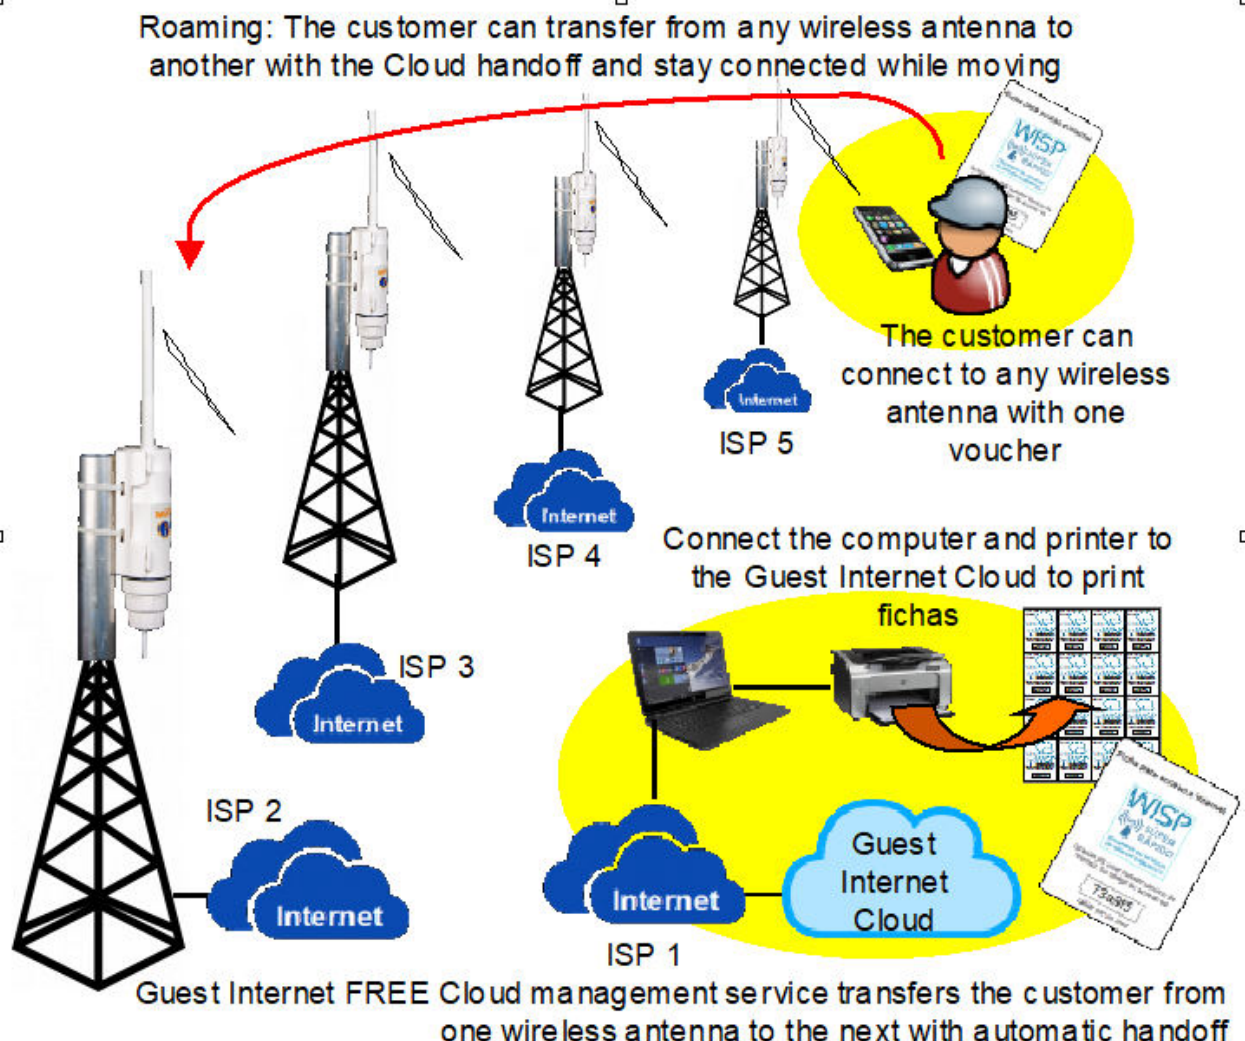 Roaming: The customer can transfer from any wireless antenna to
another with the Cloud handoff and stay connected while moving
WISP
The customer can
connect to any wireless
antenna with one
voucher
Internet
ISP 5
Internet
ISP 4
Connect the computer and printer to
the Guest Internet Cloud to print
fichas
ISP 3
Internet
ISP 2
Internet
Guest
Internet
Cloud
Internet
ISP 1
WISP
SUPER
RAPIDO
Guest Internet FREE Cloud management service transfers the customer from
one wireless antenna to the next with automatic handoff